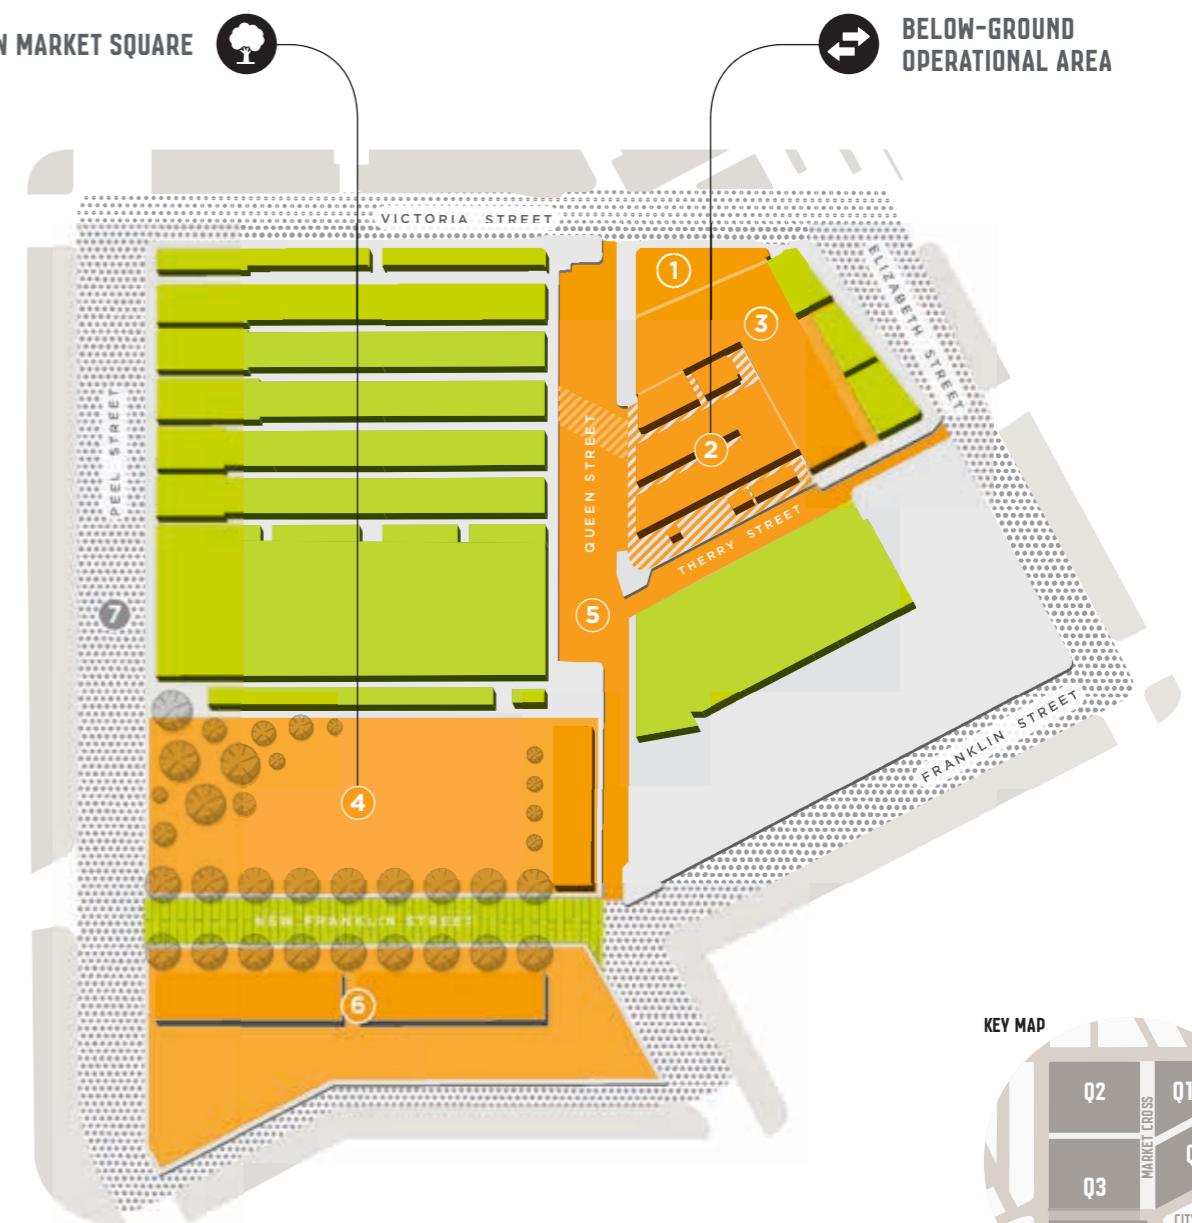 N MARKET SQUARE
BELOW-GROUND
OPERATIONAL AREA
VICTORIA STREET
ELIZABETH STREET
PEEL STREET
QUEEN STREET
THERRY STREET
FRANKLIN STREET
NEW FRANKLIN STREET
1
3
2
5
7
4
6
KEY MAP
Q2
Q1
MARKET CROSS
Q
Q3
CITY